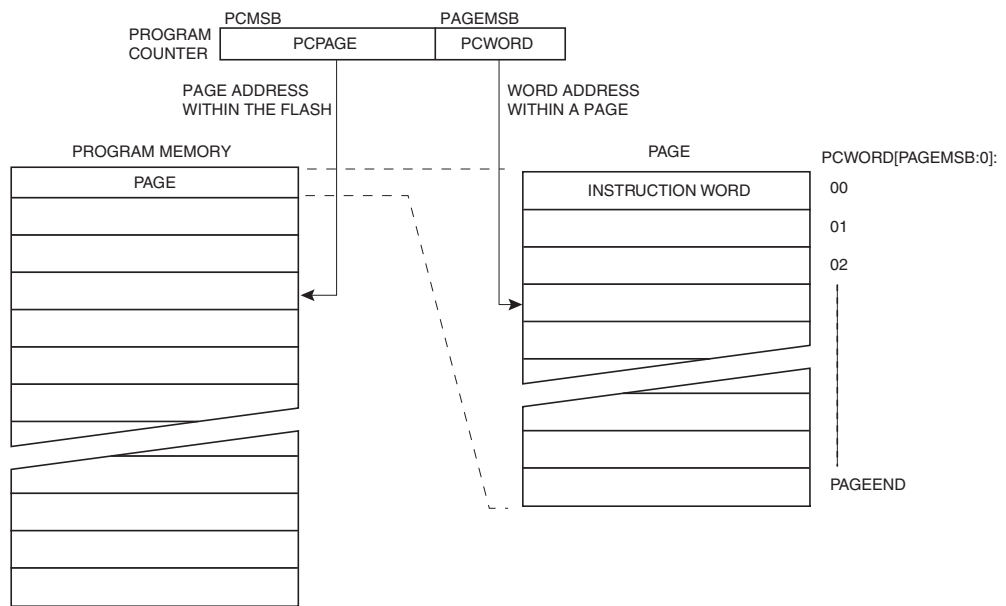 PCMSB PAGEMSB
PROGRAM
COUNTER
PCPAGE PCWORD
PAGE ADDRESS
WITHIN THE FLASH
WORD ADDRESS
WITHIN A PAGE
PROGRAM MEMORY
PAGE
PAGE
INSTRUCTION WORD
PCWORD[PAGEMSB:0]:
00
01
02
PAGEEND